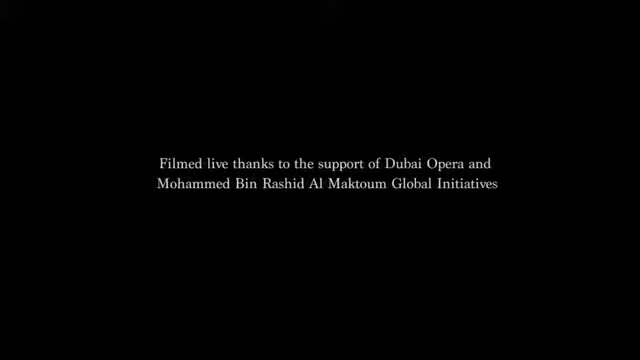 Filmed live thanks to the support of Dubai Opera and
Mohammed Bin Rashid Al Maktoum Global Initiatives